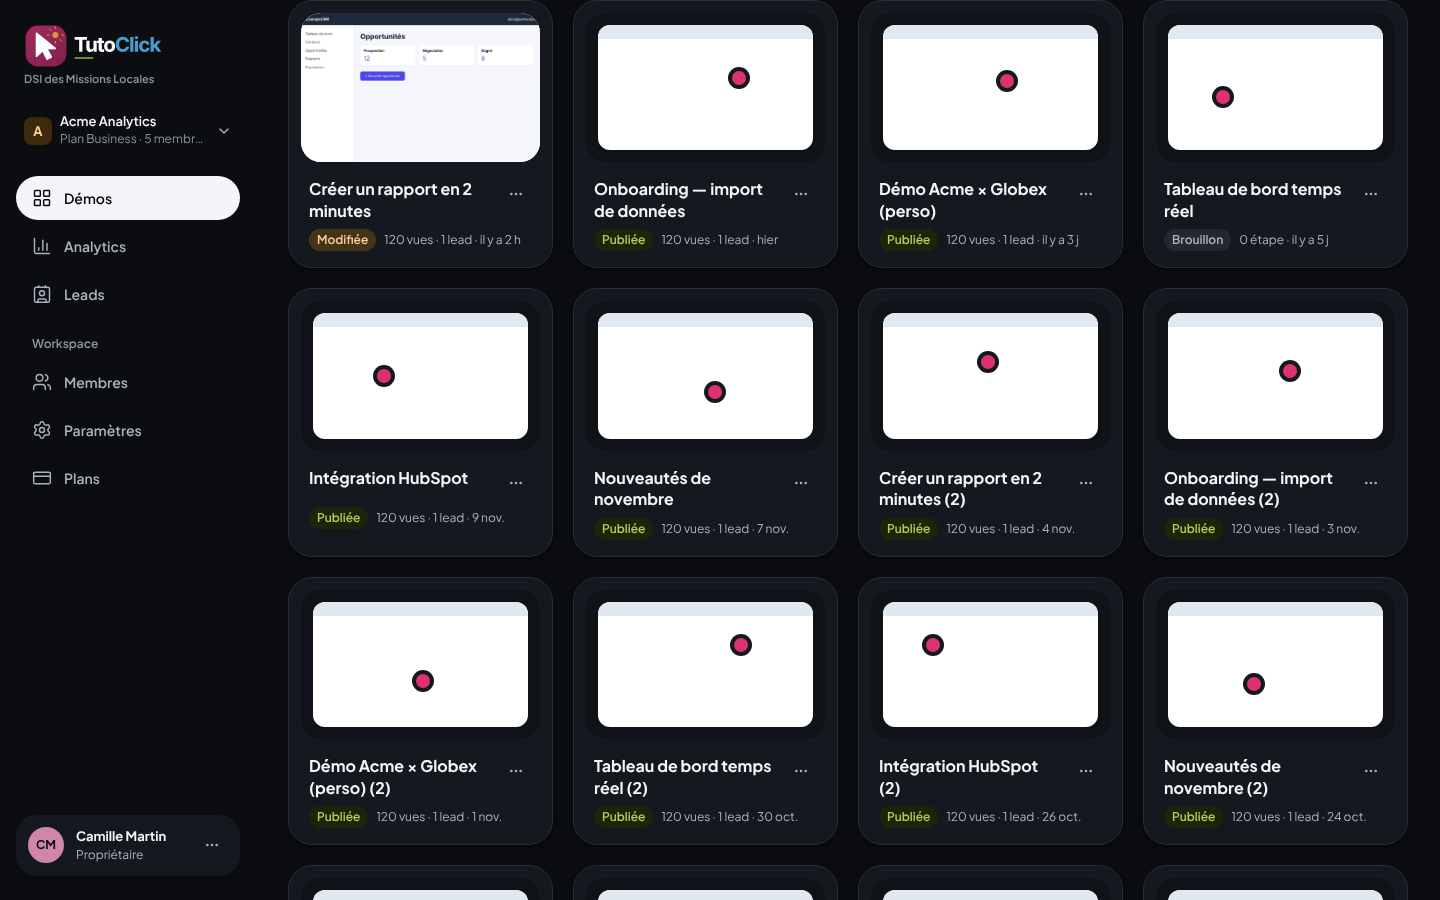 TutoClick
DSI des Missions Locales
A
Acme Analytics
Plan Business · 5 membr...
Démos
Analytics
Leads
Workspace
Membres
Paramètres
Plans
CM
Camille Martin
Propriétaire
Opportunités
Prospection
Négociation
Gagné
12
5
8
Créer un rapport en 2
minutes
Modifiée
120 vues · 1 lead · il y a 2 h
Onboarding — import
de données
Publiée
120 vues · 1 lead · hier
Démo Acme × Globex
(perso)
Publiée
120 vues · 1 lead · il y a 3 j
Tableau de bord temps
réel
Brouillon
0 étape · il y a 5 j
Intégration HubSpot
Publiée
120 vues · 1 lead · 9 nov.
Nouveautés de
novembre
Publiée
120 vues · 1 lead · 7 nov.
Créer un rapport en 2
minutes (2)
Publiée
120 vues · 1 lead · 4 nov.
Onboarding — import
de données (2)
Publiée
120 vues · 1 lead · 3 nov.
Démo Acme × Globex
(perso) (2)
Publiée
120 vues · 1 lead · 1 nov.
Tableau de bord temps
réel (2)
Publiée
120 vues · 1 lead · 30 oct.
Intégration HubSpot
(2)
Publiée
120 vues · 1 lead · 26 oct.
Nouveautés de
novembre (2)
Publiée
120 vues · 1 lead · 24 oct.